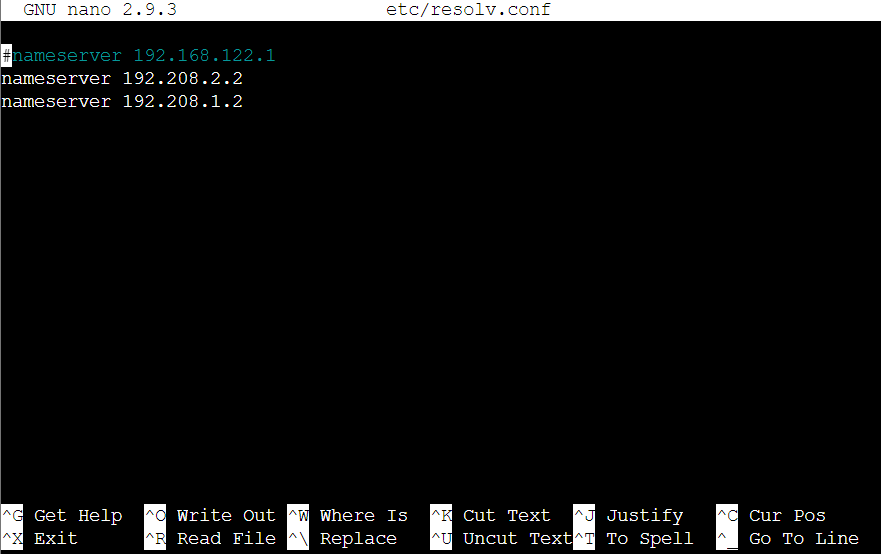 GNU nano 2.9.3 etc/resolv.conf
#nameserver 192.168.122.1
nameserver 192.208.2.2
nameserver 192.208.1.2
^G Get Help ^O Write Out ^W Where Is ^K Cut Text ^J Justify ^C Cur Pos
^X Exit ^R Read File ^\ Replace ^U Uncut Text^T To Spell ^_ Go To Line